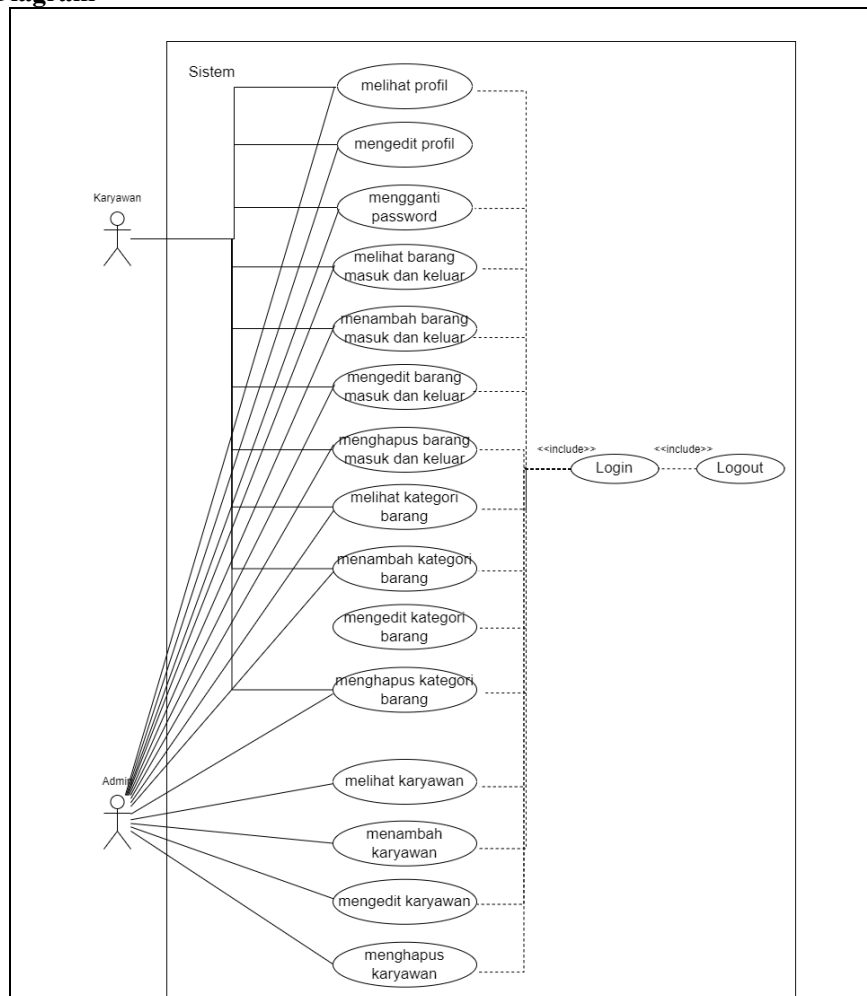 Sistem
melihat profil
mengedit profil
Karyawan
mengganti
password
melihat barang
masuk dan keluar
menambah barang
masuk dan keluar
mengedit barang
masuk dan keluar
menghapus barang
masuk dan keluar
<<include>>
<<include>>
Login
Logout
melihat kategori
barang
menambah kategori
barang
mengedit kategori
barang
menghapus kategori
barang
Admin
melihat karyawan
menambah
karyawan
mengedit karyawan
menghapus
karyawan